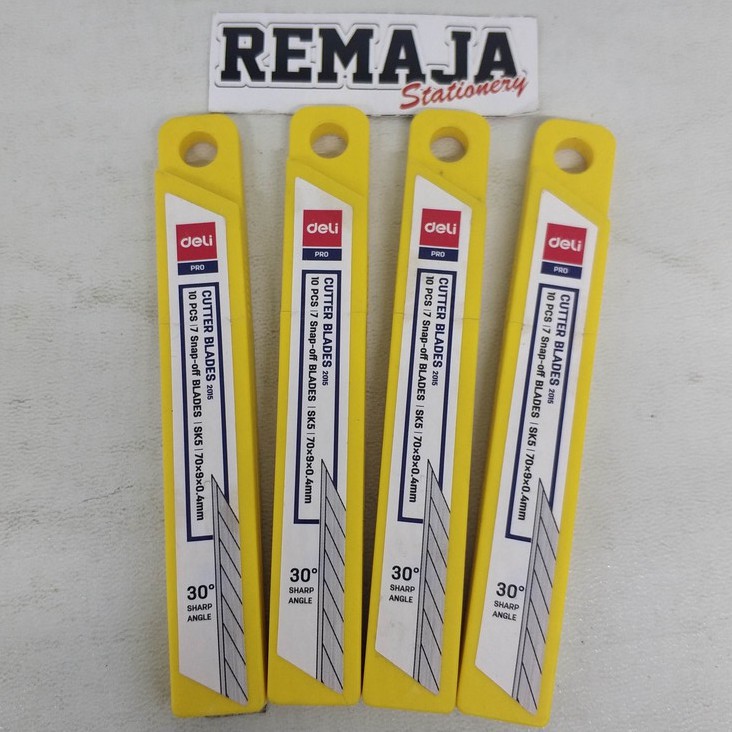 REMAJA
Stationery
deli
PRO
CUTTER BLADES 2015
10 PCS | 7 Snap-off BLADES | SK5 | 70×9×0.4mm
30°
SHARP
ANGLE
deli
PRO
CUTTER BLADES 2015
10 PCS | 7 Snap-off BLADES | SK5 | 70×9×0.4mm
30°
SHARP
ANGLE
deli
PRO
CUTTER BLADES 2015
10 PCS | 7 Snap-off BLADES | SK5 | 70×9×0.4mm
30°
SHARP
ANGLE
deli
PRO
CUTTER BLADES 2015
10 PCS | 7 Snap-off BLADES | SK5 | 70×9×0.4mm
30°
SHARP
ANGLE